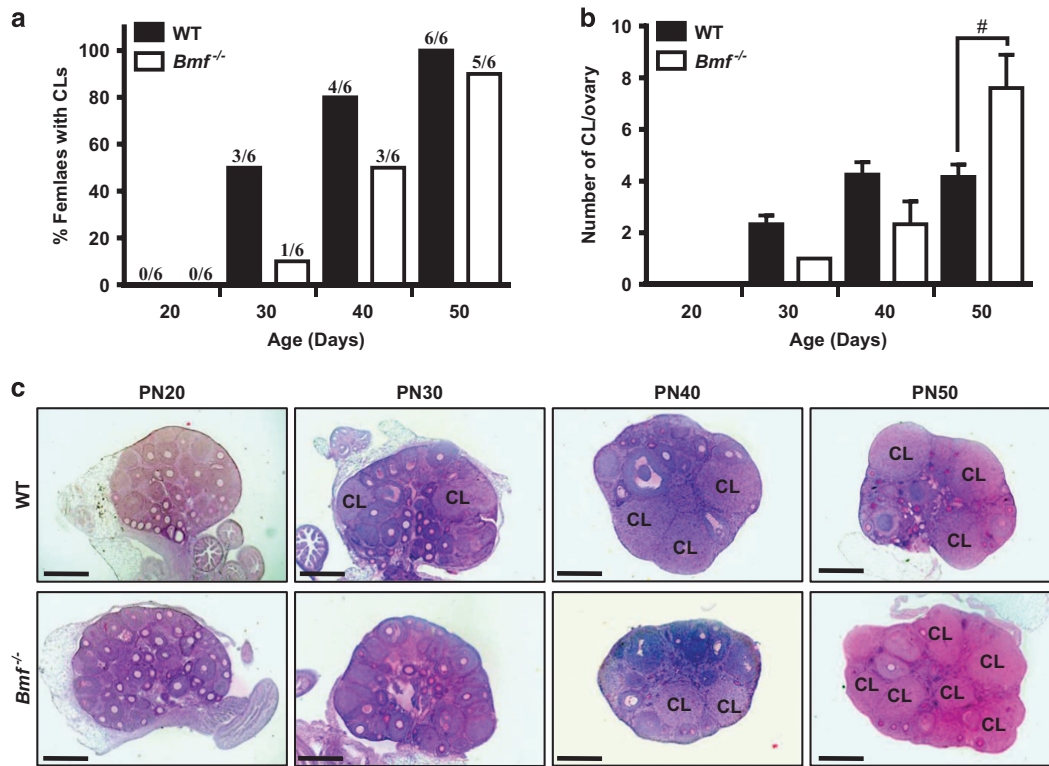 a
WT
Bmf-/-
% Femlaes with CLs
100
80
60
40
20
0
0/6 0/6
3/6
1/6
4/6
3/6
6/6
5/6
20 30 40 50
Age (Days)
b
WT
Bmf-/-
#
Number of CL/ovary
10
8
6
4
2
0
20 30 40 50
Age (Days)
c
PN20 PN30 PN40 PN50
WT
CL CL
CL
CL
CL
CL
CL
CL
CL
Bmf-/-
CL
CL
CL
CL
CL
CL
CL
CL
CL